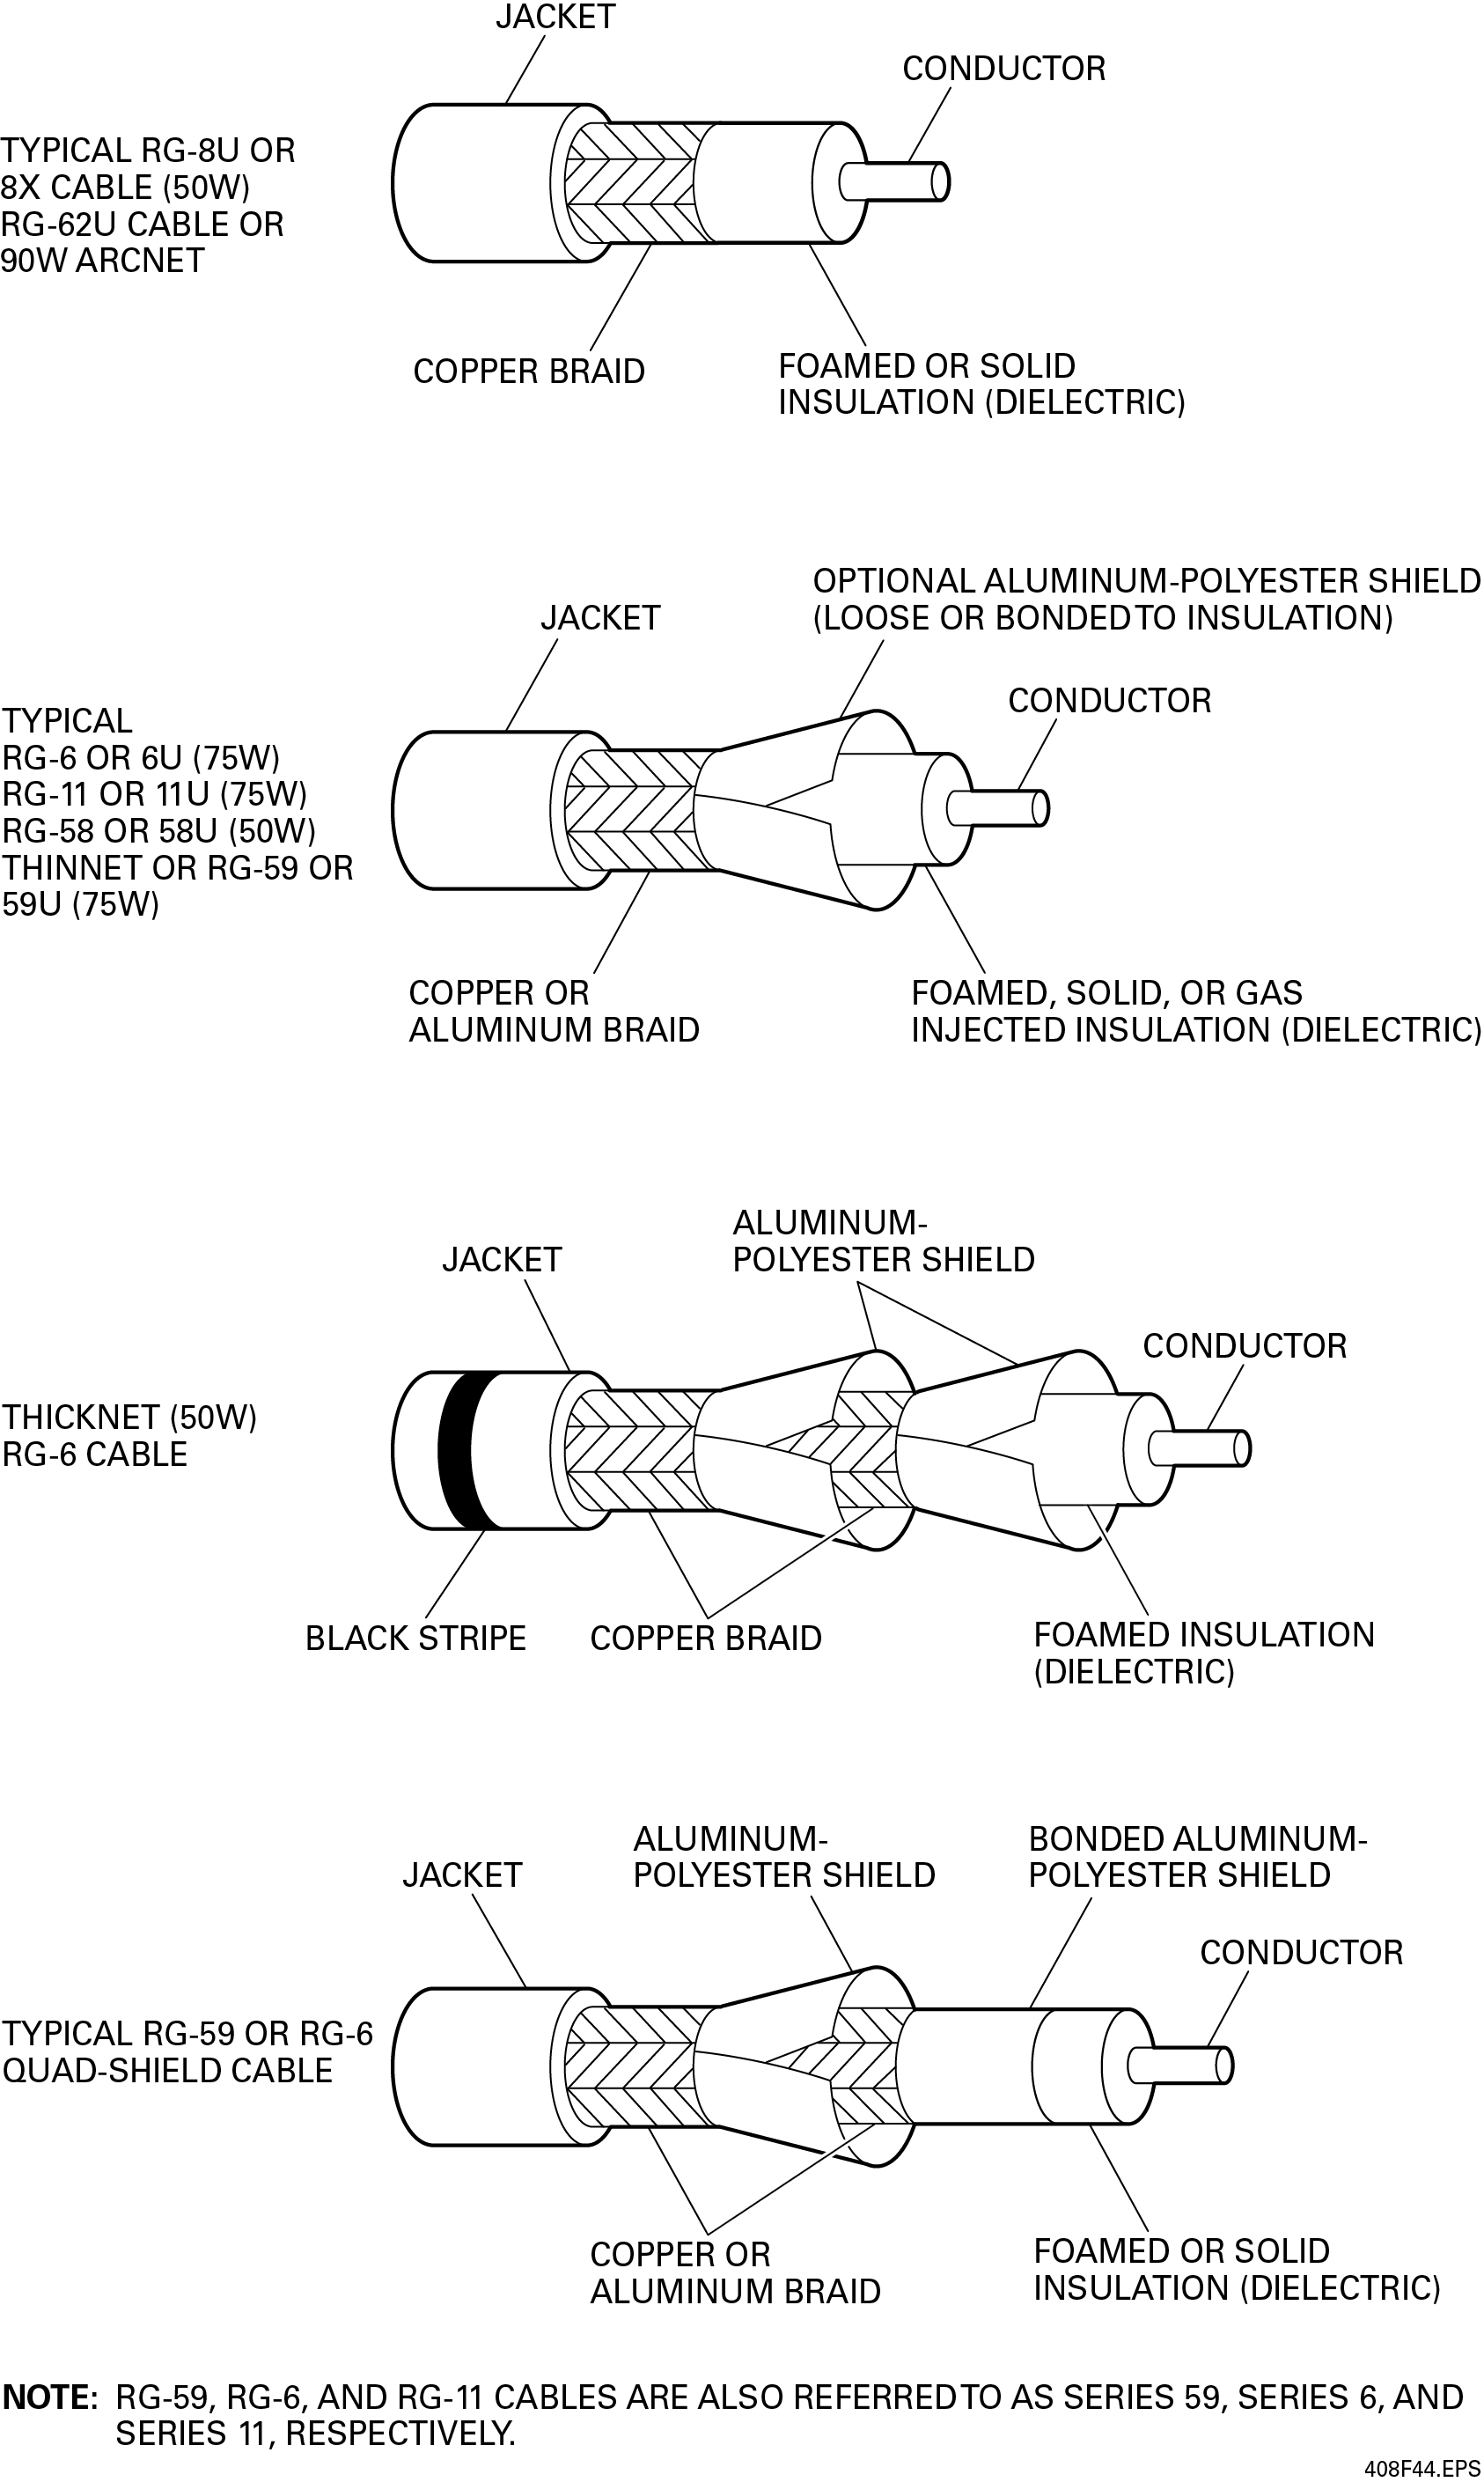 JACKET
CONDUCTOR
TYPICAL RG-8U OR
8X CABLE (50W)
RG-62U CABLE OR
90W ARCNET
COPPER BRAID
FOAMED OR SOLID
INSULATION (DIELECTRIC)
OPTIONAL ALUMINUM-POLYESTER SHIELD
(LOOSE OR BONDED TO INSULATION)
JACKET
CONDUCTOR
TYPICAL
RG-6 OR 6U (75W)
RG-11 OR 11U (75W)
RG-58 OR 58U (50W)
THINNET OR RG-59 OR
59U (75W)
COPPER OR
ALUMINUM BRAID
FOAMED, SOLID, OR GAS
INJECTED INSULATION (DIELECTRIC)
ALUMINUM-
POLYESTER SHIELD
JACKET
CONDUCTOR
THICKNET (50W)
RG-6 CABLE
BLACK STRIPE
COPPER BRAID
FOAMED INSULATION
(DIELECTRIC)
ALUMINUM-
POLYESTER SHIELD
BONDED ALUMINUM-
POLYESTER SHIELD
JACKET
CONDUCTOR
TYPICAL RG-59 OR RG-6
QUAD-SHIELD CABLE
COPPER OR
ALUMINUM BRAID
FOAMED OR SOLID
INSULATION (DIELECTRIC)
NOTE: RG-59, RG-6, AND RG-11 CABLES ARE ALSO REFERRED TO AS SERIES 59, SERIES 6, AND
SERIES 11, RESPECTIVELY.
408F44.EPS